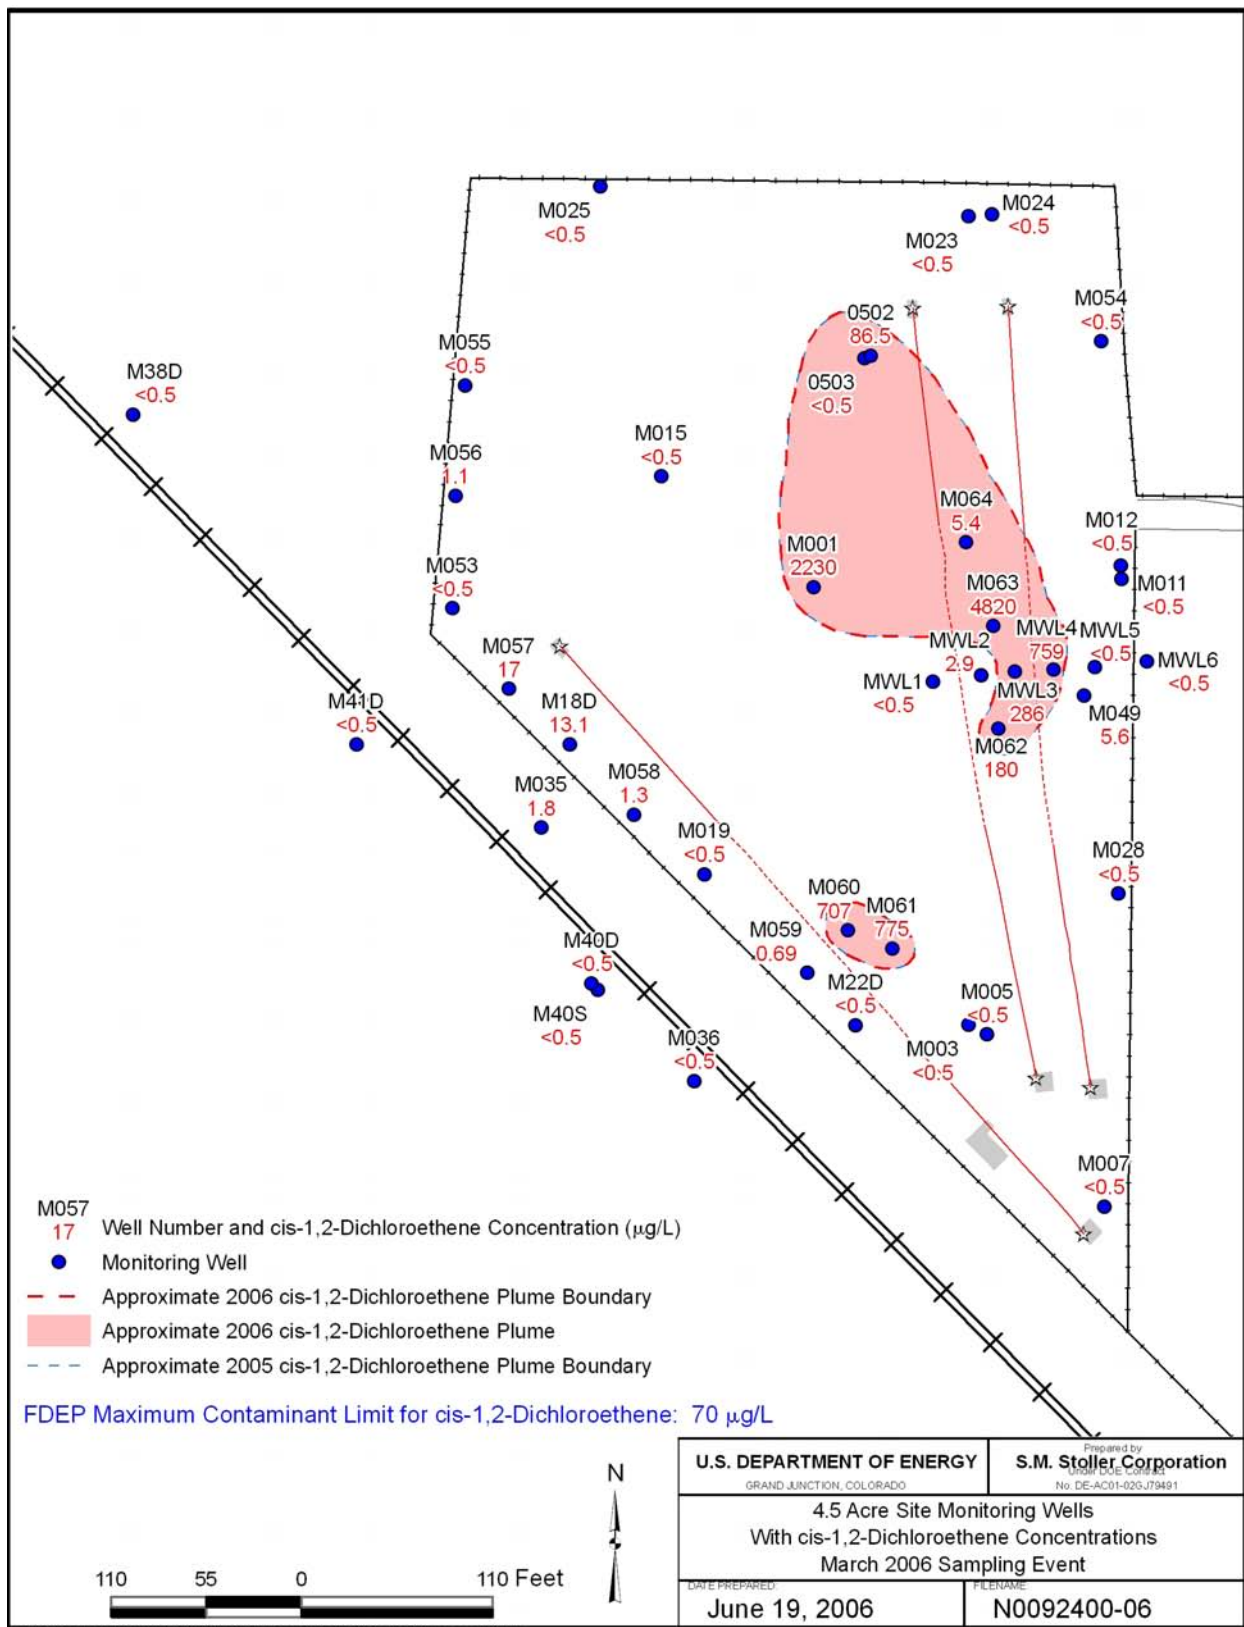 M025
<0.5
M024
<0.5
M023
<0.5
M054
<0.5
0502
86.5
0503
<0.5
M055
<0.5
M38D
<0.5
M056
1.1
M015
<0.5
M064
5.4
M012
<0.5
M001
2230
M053
<0.5
M011
<0.5
M063
4820
MWL4
759
MWL5
<0.5
MWL2
2.9
MWL6
<0.5
MWL1
<0.5
MWL3
286
M049
5.6
M057
17
M41D
<0.5
M18D
13.1
M062
180
M035
1.8
M058
1.3
M019
<0.5
M028
<0.5
M060
707
M061
775
M059
0.69
M40D
<0.5
M22D
<0.5
M005
<0.5
M40S
<0.5
M036
<0.5
M003
<0.5
M007
<0.5
M057
17
Well Number and cis-1,2-Dichloroethene Concentration (µg/L)
Monitoring Well
Approximate 2006 cis-1,2-Dichloroethene Plume Boundary
Approximate 2006 cis-1,2-Dichloroethene Plume
Approximate 2005 cis-1,2-Dichloroethene Plume Boundary
FDEP Maximum Contaminant Limit for cis-1,2-Dichloroethene: 70 µg/L
N
110 55 0 110 Feet
U.S. DEPARTMENT OF ENERGY
GRAND JUNCTION, COLORADO
Prepared by
S.M. Stoller Corporation
Under DOE Contract
No. DE-AC01-02GJ79491
4.5 Acre Site Monitoring Wells
With cis-1,2-Dichloroethene Concentrations
March 2006 Sampling Event
DATE PREPARED:
June 19, 2006
FILENAME:
N0092400-06